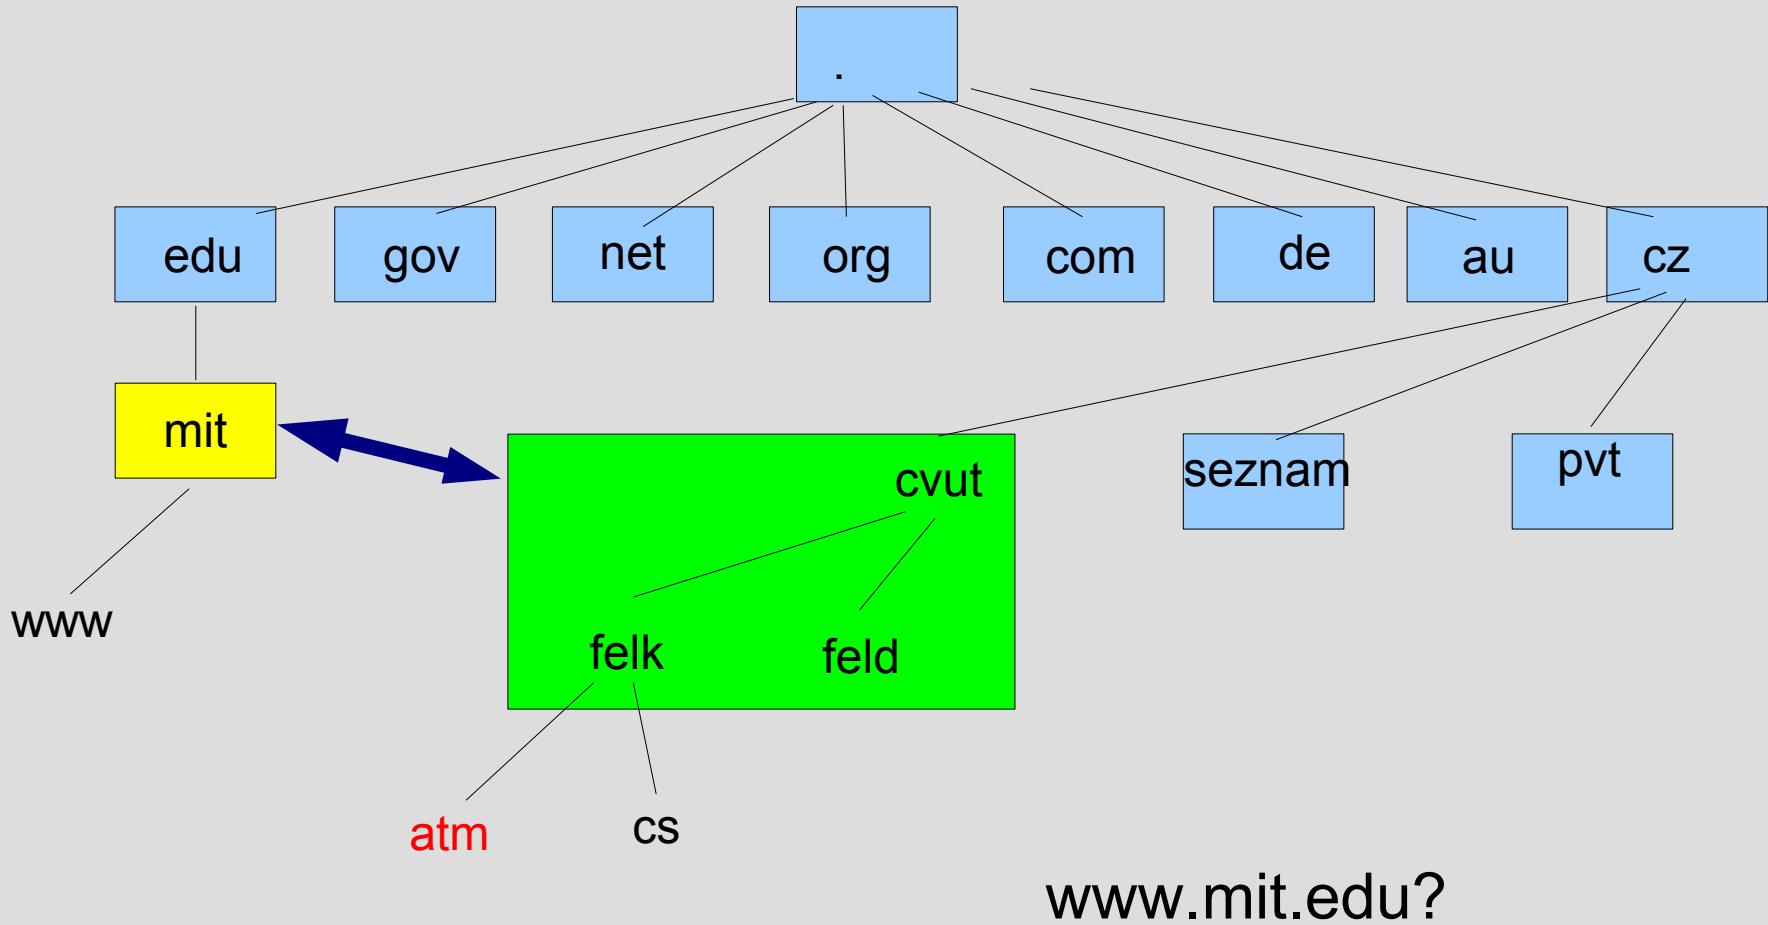 .
edu
gov
net
org
com
de
au
cz
mit
cvut
seznam
pvt
www
felk
feld
atm
cs
www.mit.edu?